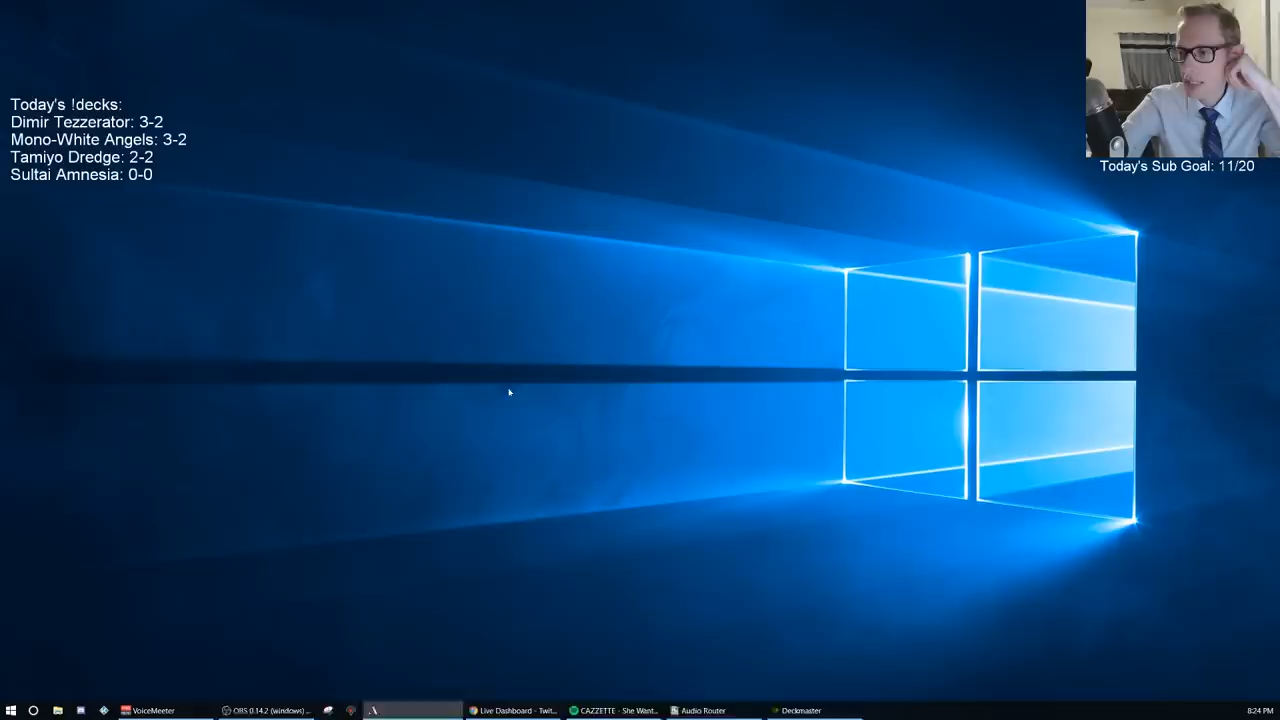 Today's !decks:
Dimir Tezzerator: 3-2
Mono-White Angels: 3-2
Tamiyo Dredge: 2-2
Sultai Amnesia: 0-0
Today's Sub Goal: 11/20
VoiceMeeter
OBS 0.14.2 (windows)...
Live Dashboard - Twit...
CAZZETTE - She Want...
Audio Router
Deckmaster
8:24 PM